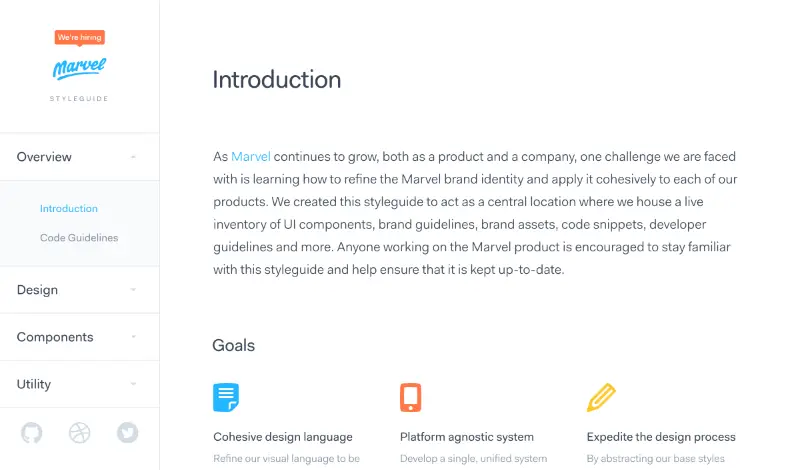 We're hiring
Marvel
STYLEGUIDE
Overview
Introduction
Code Guidelines
Design
Components
Utility
Introduction
As Marvel continues to grow, both as a product and a company, one challenge we are faced
with is learning how to refine the Marvel brand identity and apply it cohesively to each of our
products. We created this styleguide to act as a central location where we house a live
inventory of UI components, brand guidelines, brand assets, code snippets, developer
guidelines and more. Anyone working on the Marvel product is encouraged to stay familiar
with this styleguide and help ensure that it is kept up-to-date.
Goals
Cohesive design language
Refine our visual language to be
Platform agnostic system
Develop a single, unified system
Expedite the design process
By abstracting our base styles